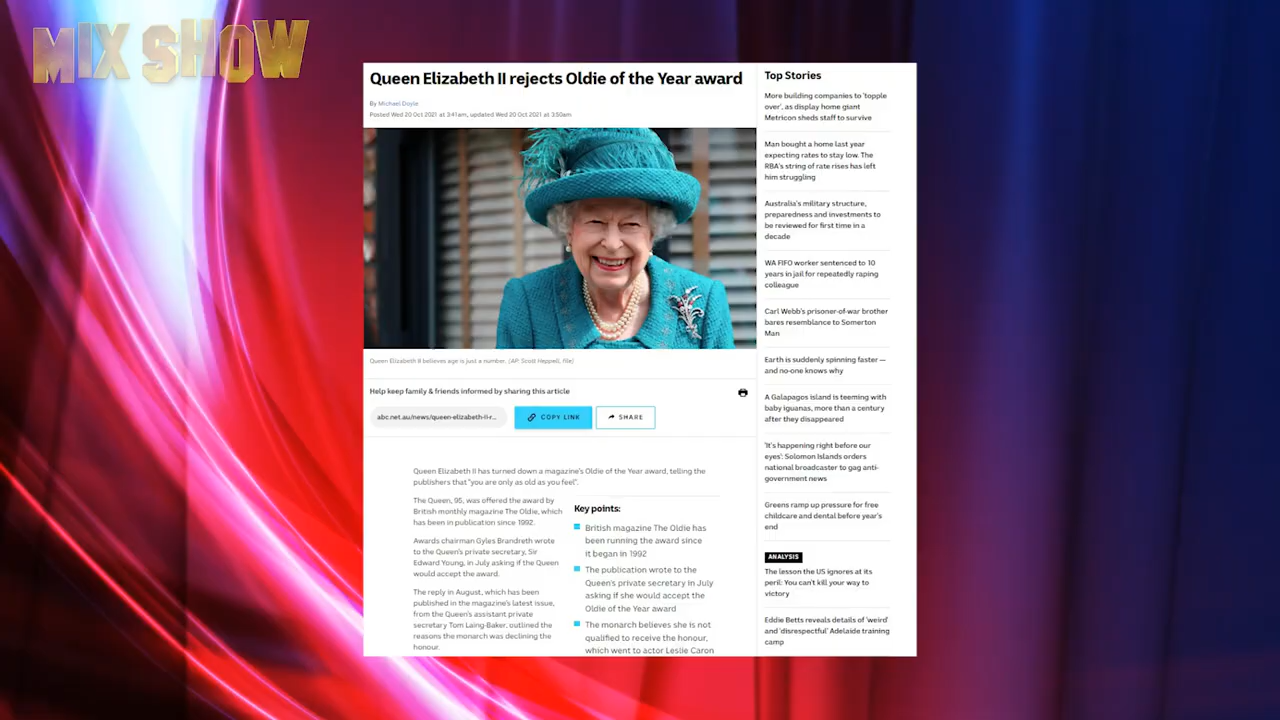 MIX SHOW
Queen Elizabeth II rejects Oldie of the Year award
By Michael Doyle
Posted Wed 20 Oct 2021 at 3:41am, updated Wed 20 Oct 2021 at 3:50am
Queen Elizabeth II believes age is just a number. (AP: Scott Heppell, File)
Help keep family & friends informed by sharing this article
abc.net.au/news/queen-elizabeth-ii-r...
COPY LINK
SHARE
Queen Elizabeth II has turned down a magazine's Oldie of the Year award, telling the
publishers that "you are only as old as you feel".
The Queen, 95, was offered the award by
British monthly magazine The Oldie, which
has been in publication since 1992.
Awards chairman Gyles Brandreth wrote
to the Queen's private secretary, Sir
Edward Young, in July asking if the Queen
would accept the award.
The reply in August, which has been
published in the magazine's latest issue,
from the Queen's assistant private
secretary Tom Laing-Baker, outlined the
reasons the monarch was declining the
honour.
Key points:
British magazine The Oldie has
been running the award since
it began in 1992
The publication wrote to the
Queen's private secretary in July
asking if she would accept the
Oldie of the Year award
The monarch believes she is not
qualified to receive the honour,
which went to actor Leslie Caron
Top Stories
More building companies to 'topple
over', as display home giant
Metricon sheds staff to survive
Man bought a home last year
expecting rates to stay low. The
RBA's string of rate rises has left
him struggling
Australia's military structure,
preparedness and investments to
be reviewed for first time in a
decade
WA FIFO worker sentenced to 10
years in jail for repeatedly raping
colleague
Carl Webb's prisoner-of-war brother
bares resemblance to Somerton
Man
Earth is suddenly spinning faster —
and no-one knows why
A Galapagos island is teeming with
baby iguanas, more than a century
after they disappeared
'It's happening right before our
eyes': Solomon Islands orders
national broadcaster to gag anti-
government news
Greens ramp up pressure for free
childcare and dental before year's
end
ANALYSIS
The lesson the US ignores at its
peril: You can't kill your way to
victory
Eddie Betts reveals details of 'weird'
and 'disrespectful' Adelaide training
camp